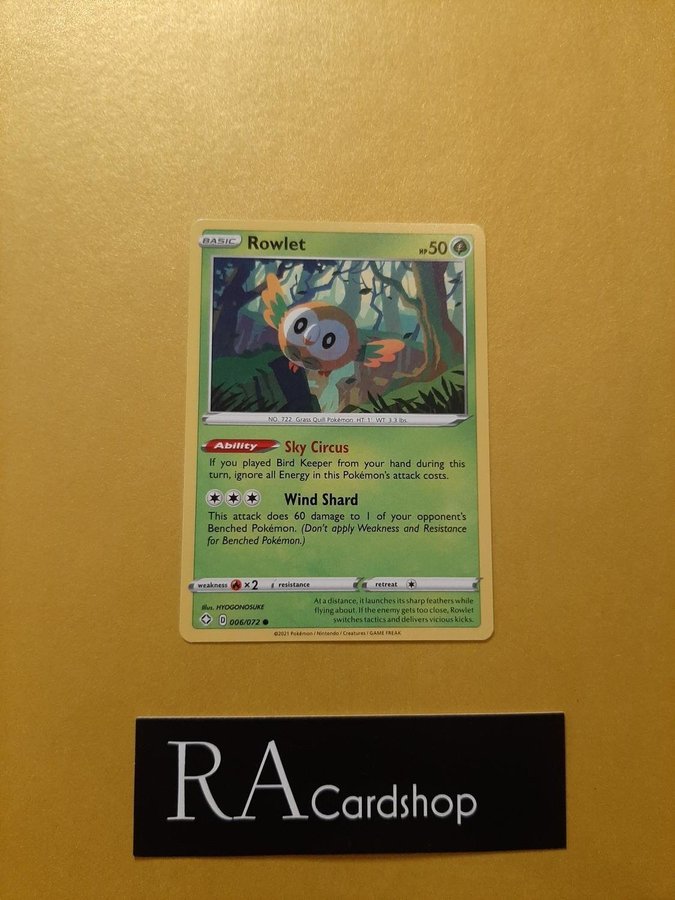 BASIC Rowlet HP 50
NO. 722 Grass Quill Pokémon HT: 1' WT: 3.3 lbs.
Ability Sky Circus
If you played Bird Keeper from your hand during this
turn, ignore all Energy in this Pokémon's attack costs.
Wind Shard
This attack does 60 damage to 1 of your opponent's
Benched Pokémon. (Don't apply Weakness and Resistance
for Benched Pokémon.)
weakness ×2 resistance retreat
Illus. HYOGONOSUKE
At a distance, it launches its sharp feathers while
flying about. If the enemy gets too close, Rowlet
switches tactics and delivers vicious kicks.
D 006/072
©2021 Pokémon / Nintendo / Creatures / GAME FREAK
RA Cardshop